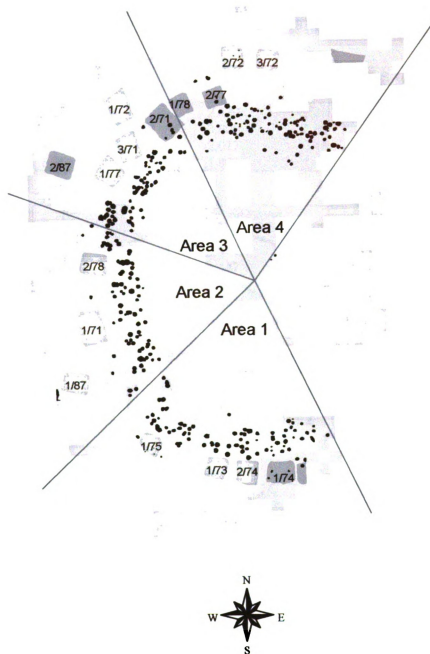 2/72 3/72
1/78 2/77
1/72 2/71
3/71
2/87 1/77
Area 4
Area 3
2/78
Area 2
1/71 Area 1
1/87
1/75
1/73 2/74 1/74
N
W E
S